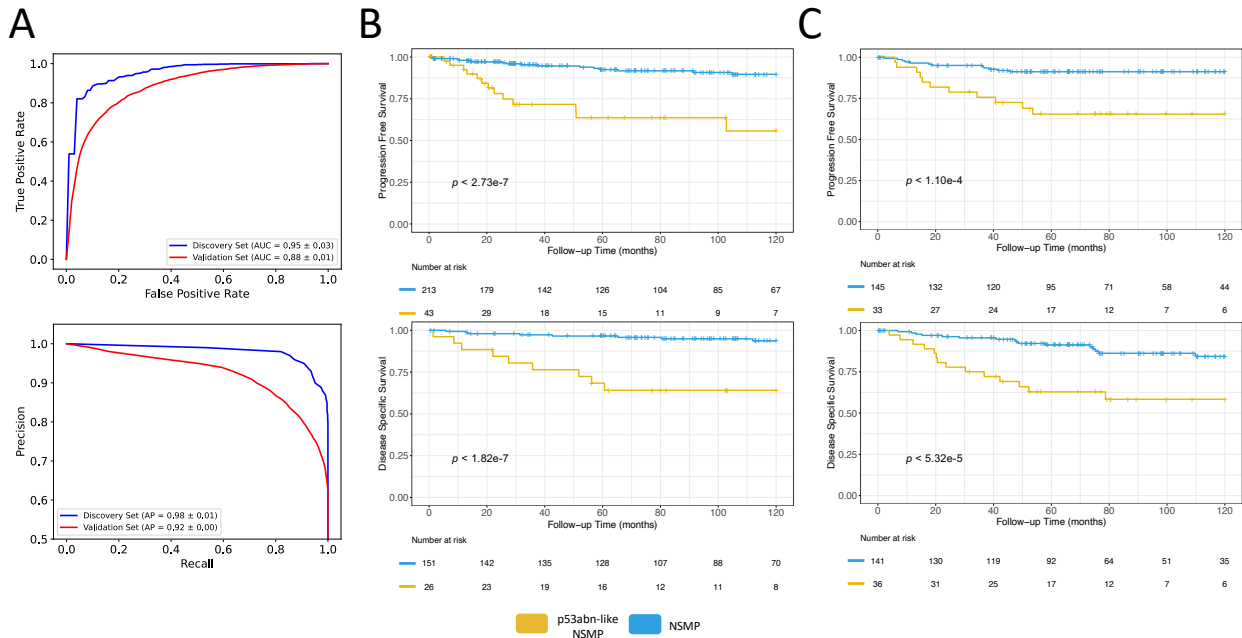 A
B
C
1.0
0.8
0.6
0.4
0.2
0.0
True Positive Rate
Discovery Set (AUC = 0.95 ± 0.03)
Validation Set (AUC = 0.88 ± 0.01)
0.0 0.2 0.4 0.6 0.8 1.0
False Positive Rate
1.0
0.9
0.8
0.7
0.6
0.5
Precision
Discovery Set (AP = 0.98 ± 0.01)
Validation Set (AP = 0.92 ± 0.00)
0.0 0.2 0.4 0.6 0.8 1.0
Recall
1.00
0.75
0.50
0.25
0.00
Progression Free Survival
p < 2.73e-7
0 20 40 60 80 100 120
Follow-up Time (months)
Number at risk
213 179 142 126 104 85 67
43 29 18 15 11 9 7
1.00
0.75
0.50
0.25
0.00
Disease Specific Survival
p < 1.82e-7
0 20 40 60 80 100 120
Follow-up Time (months)
Number at risk
151 142 135 128 107 88 70
26 23 19 16 12 11 8
1.00
0.75
0.50
0.25
0.00
Progression Free Survival
p < 1.10e-4
0 20 40 60 80 100 120
Follow-up Time (months)
Number at risk
145 132 120 95 71 58 44
33 27 24 17 12 7 6
1.00
0.75
0.50
0.25
0.00
Disease Specific Survival
p < 5.32e-5
0 20 40 60 80 100 120
Follow-up Time (months)
Number at risk
141 130 119 92 64 51 35
36 31 25 17 12 7 6
p53abn-like
NSMP
NSMP